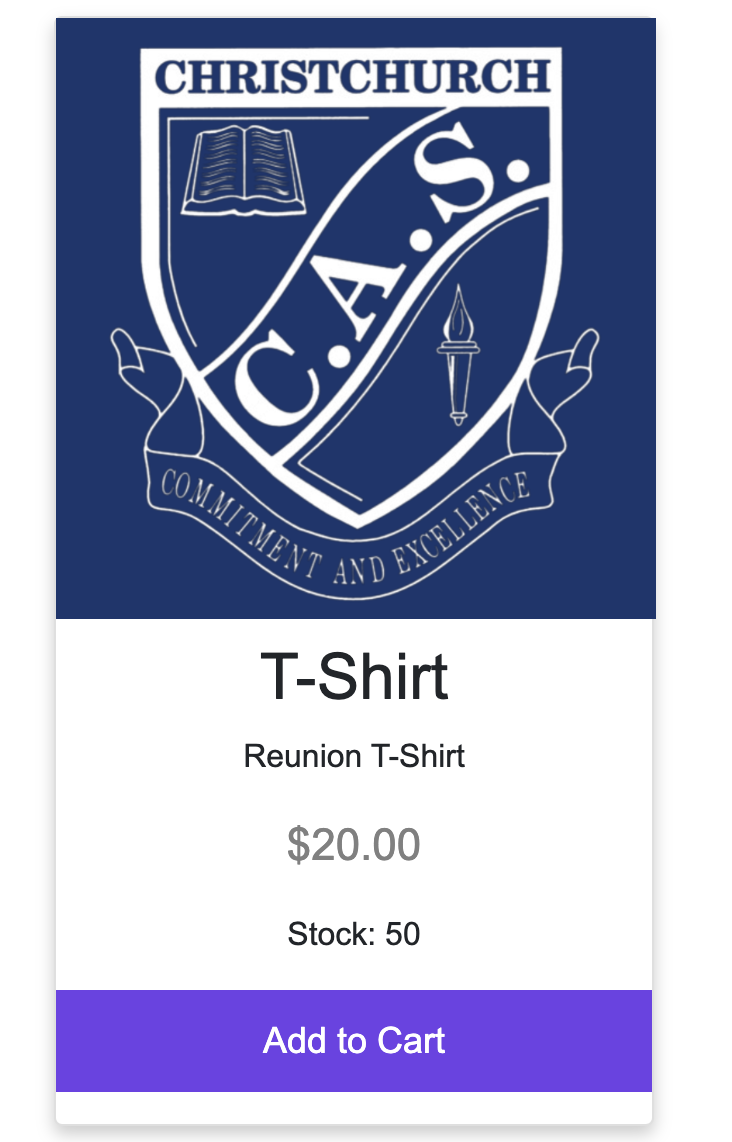 CHRISTCHURCH
C.A.S.
COMMITMENT AND EXCELLENCE
T-Shirt
Reunion T-Shirt
$20.00
Stock: 50
Add to Cart